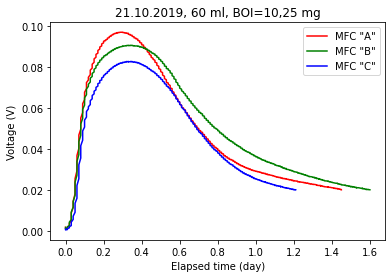 21.10.2019, 60 ml, BOI=10,25 mg
MFC "A"
MFC "B"
MFC "C"
Voltage (V)
0.10
0.08
0.06
0.04
0.02
0.00
0.0 0.2 0.4 0.6 0.8 1.0 1.2 1.4 1.6
Elapsed time (day)